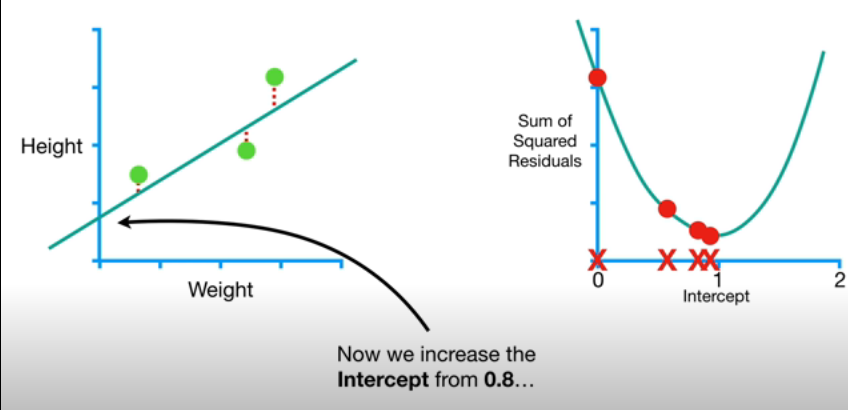 Height
Weight
Sum of
Squared
Residuals
X X X X
0 1 2
Intercept
Now we increase the
Intercept from 0.8…